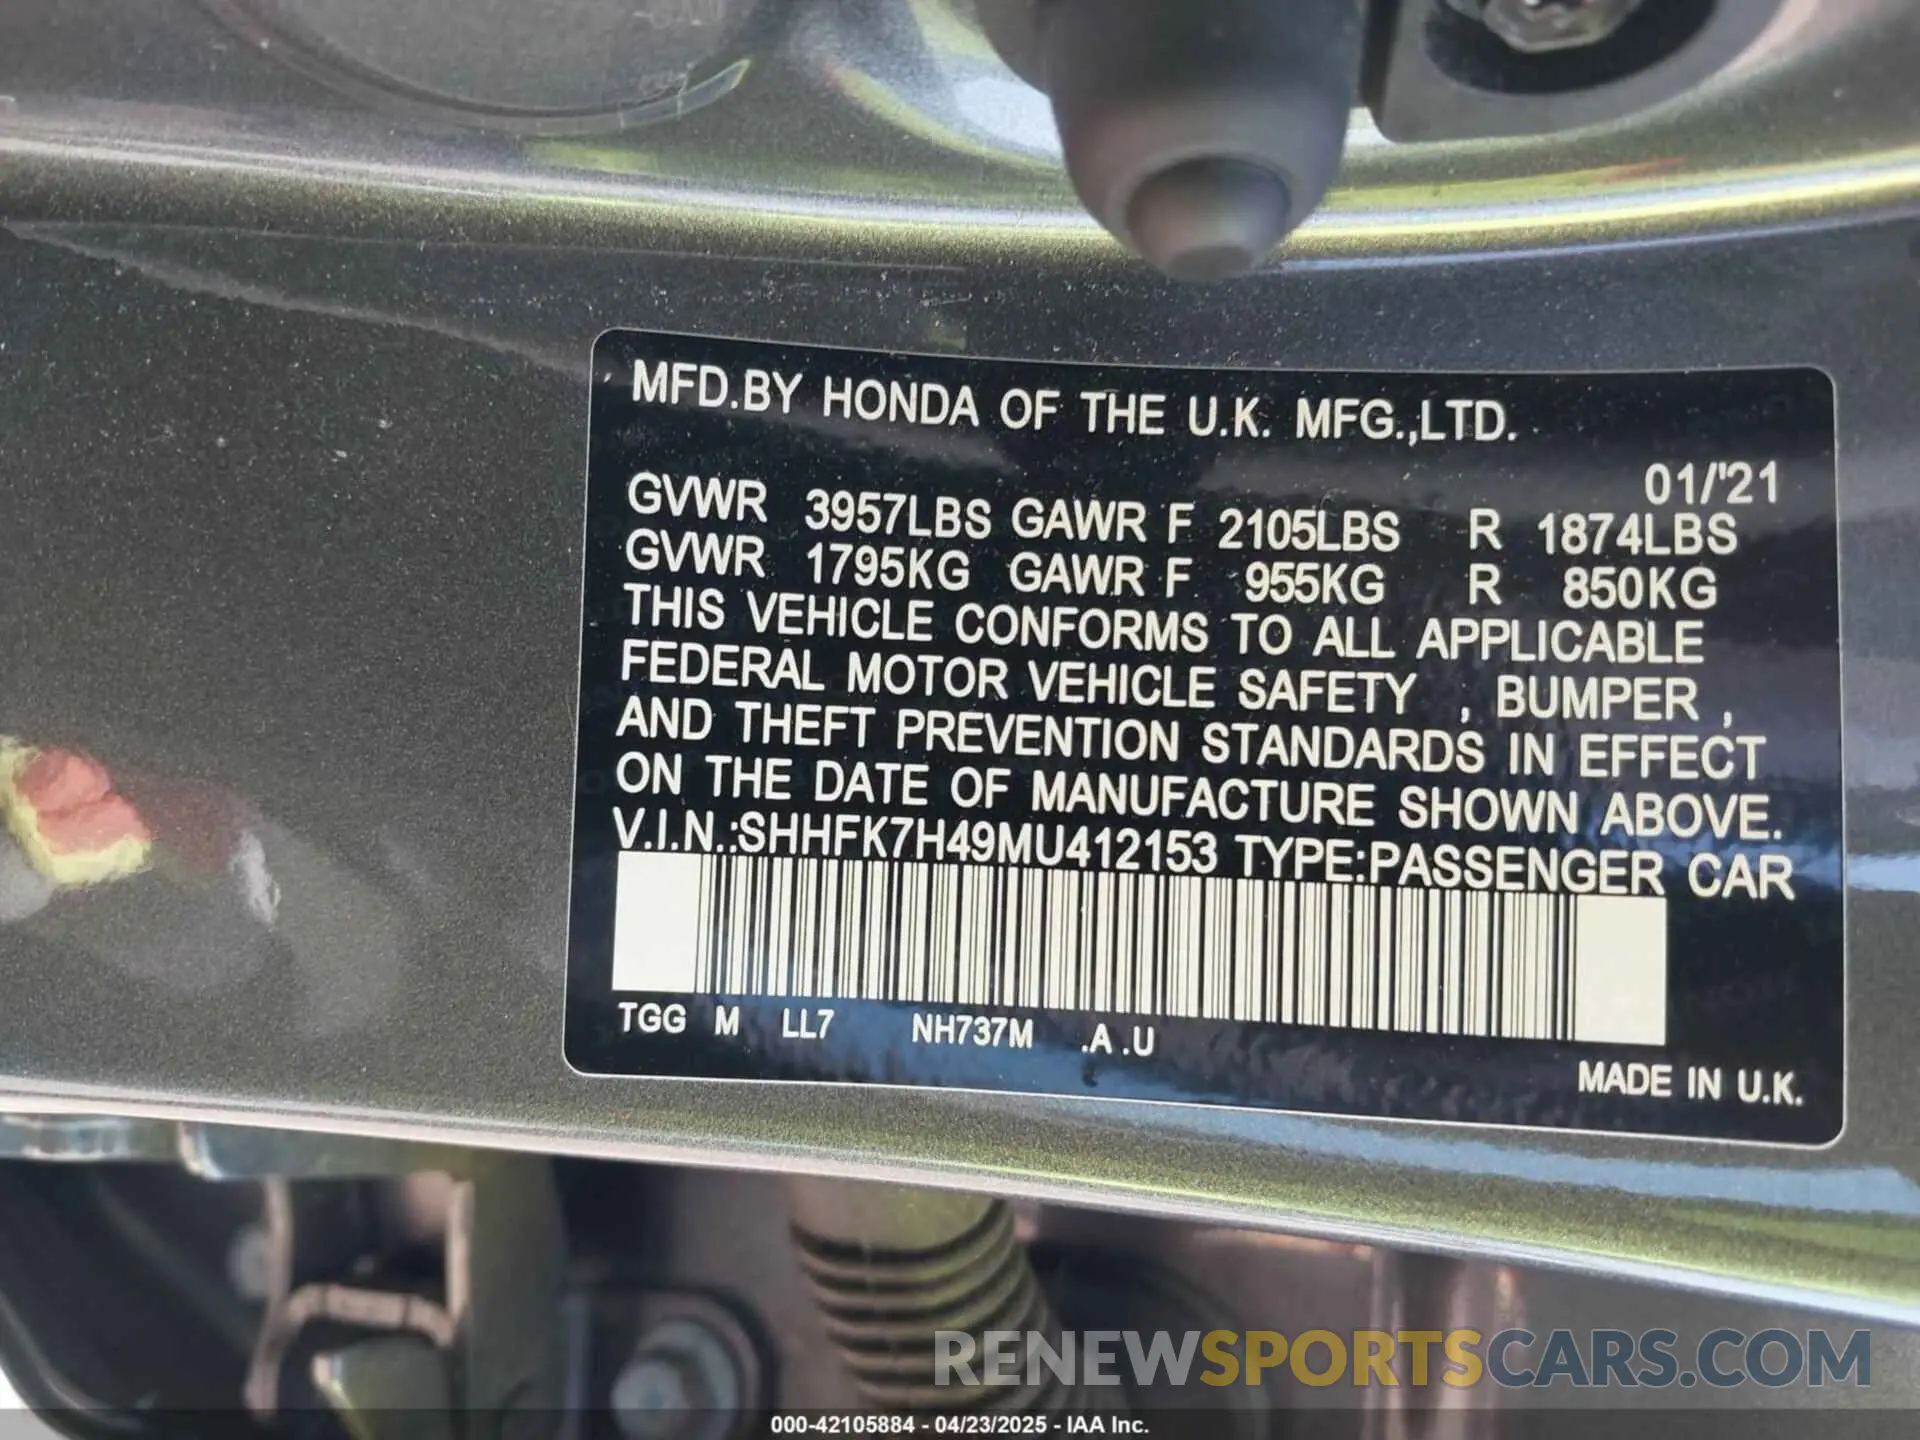 MFD.BY HONDA OF THE U.K. MFG.,LTD.
01/'21
GVWR 3957LBS GAWR F 2105LBS R 1874LBS
GVWR 1795KG GAWR F 955KG R 850KG
THIS VEHICLE CONFORMS TO ALL APPLICABLE
FEDERAL MOTOR VEHICLE SAFETY , BUMPER ,
AND THEFT PREVENTION STANDARDS IN EFFECT
ON THE DATE OF MANUFACTURE SHOWN ABOVE.
V.I.N.:SHHFK7H49MU412153 TYPE:PASSENGER CAR
TGG M LL7 NH737M .A .U
MADE IN U.K.
RENEWSPORTSCARS.COM
000-42105884 - 04/23/2025 - IAA Inc.